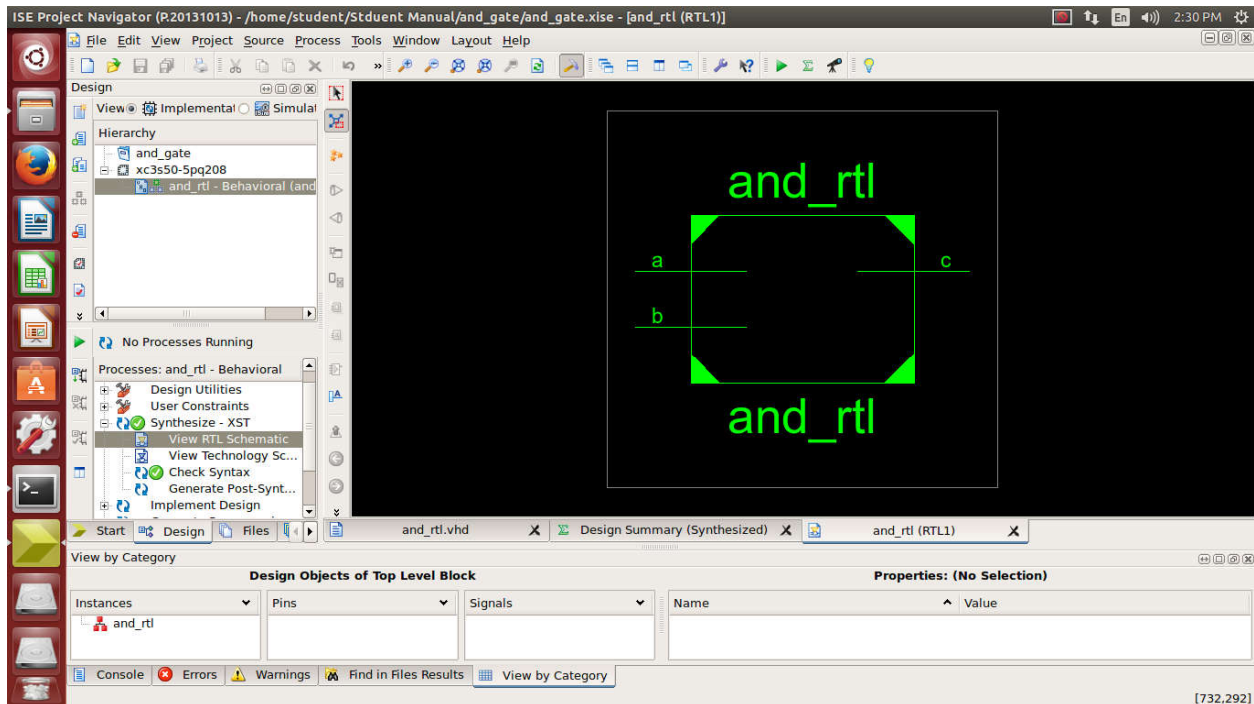 ISE Project Navigator (P.20131013) - /home/student/Stduent Manual/and_gate/and_gate.xise - [and_rtl (RTL1)]
En
2:30 PM
File Edit View Project Source Process Tools Window Layout Help
Design
View Implementat Simulat
Hierarchy
and_gate
xc3s50-5pq208
and_rtl - Behavioral (and
No Processes Running
Processes: and_rtl - Behavioral
Design Utilities
User Constraints
Synthesize - XST
View RTL Schematic
View Technology Sc...
Check Syntax
Generate Post-Synt...
Implement Design
Start Design Files
and_rtl
a
c
b
and_rtl
and_rtl.vhd
Design Summary (Synthesized)
and_rtl (RTL1)
View by Category
Design Objects of Top Level Block
Properties: (No Selection)
Instances Pins Signals Name Value
and_rtl
Console Errors Warnings Find in Files Results View by Category
[732,292]